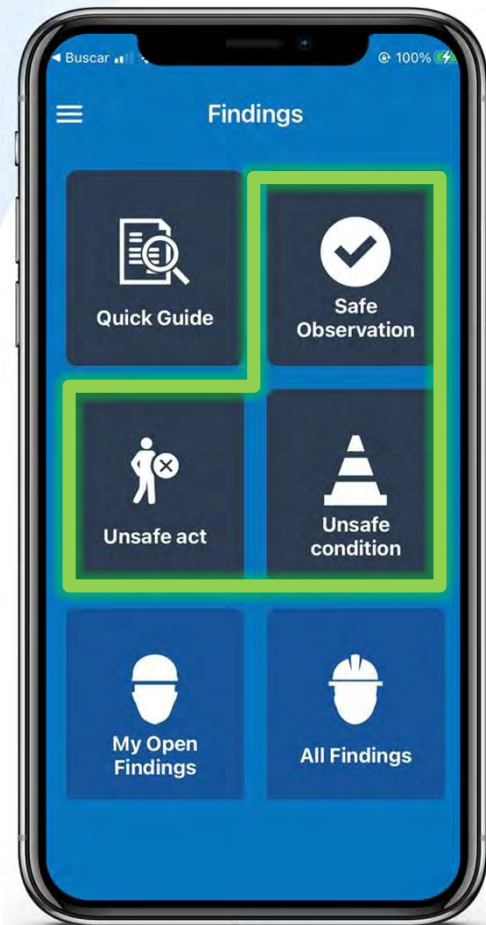 Buscar
100%
Findings
Quick Guide
Safe
Observation
Unsafe act
Unsafe
condition
My Open
Findings
All Findings